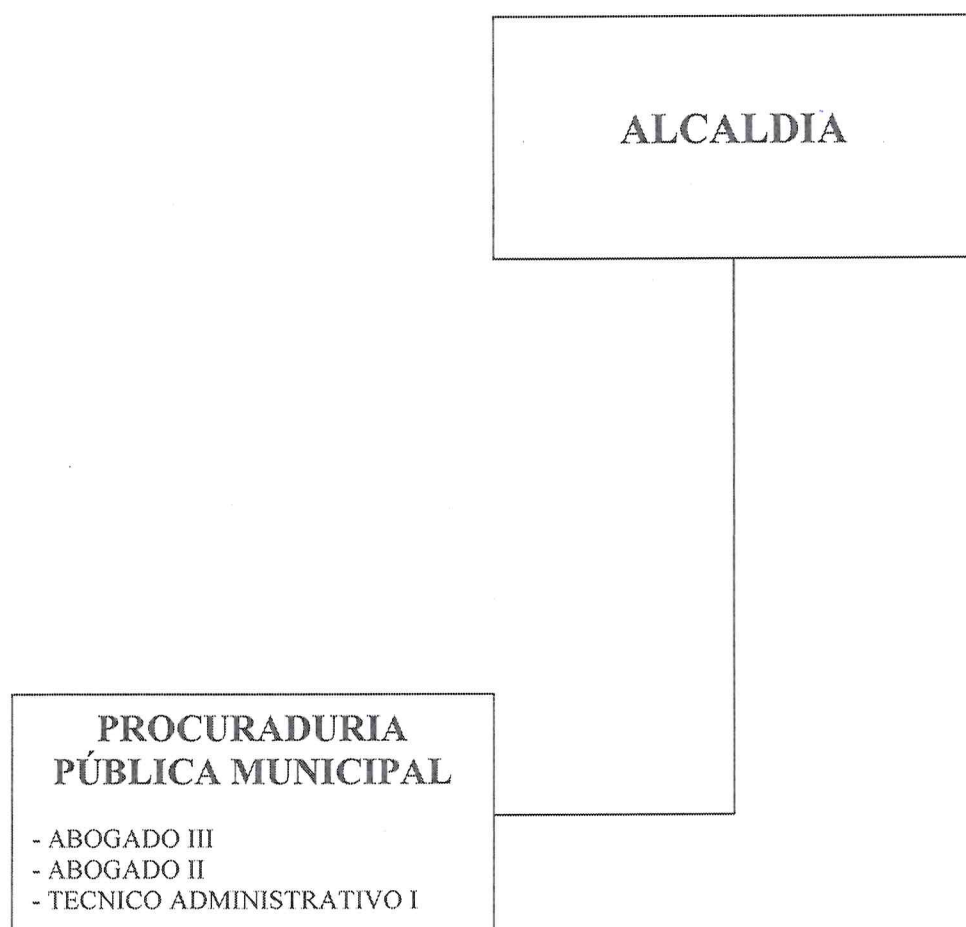 ALCALDIA
PROCURADURIA
PÚBLICA MUNICIPAL
- ABOGADO III
- ABOGADO II
- TECNICO ADMINISTRATIVO I